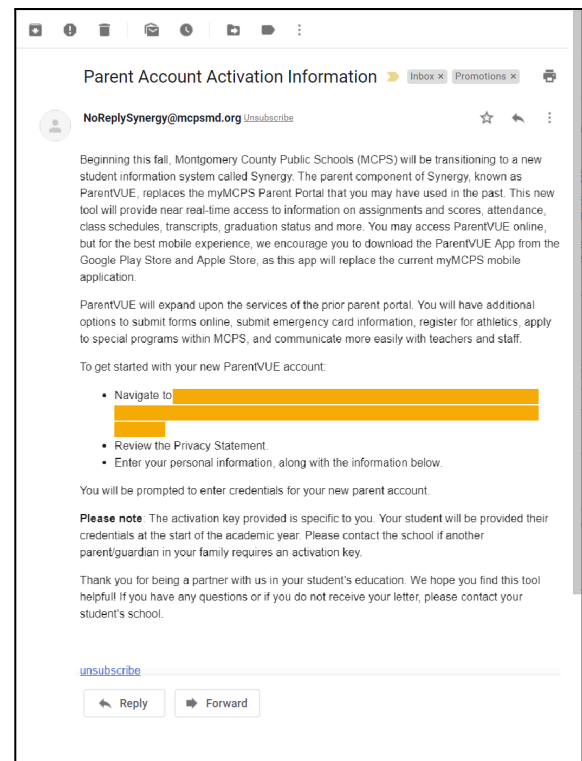 Parent Account Activation Information Inbox × Promotions ×
NoReplySynergy@mcpsmd.org Unsubscribe
Beginning this fall, Montgomery County Public Schools (MCPS) will be transitioning to a new
student information system called Synergy. The parent component of Synergy, known as
ParentVUE, replaces the myMCPS Parent Portal that you may have used in the past. This new
tool will provide near real-time access to information on assignments and scores, attendance,
class schedules, transcripts, graduation status and more. You may access ParentVUE online,
but for the best mobile experience, we encourage you to download the ParentVUE App from the
Google Play Store and Apple Store, as this app will replace the current myMCPS mobile
application.
ParentVUE will expand upon the services of the prior parent portal. You will have additional
options to submit forms online, submit emergency card information, register for athletics, apply
to special programs within MCPS, and communicate more easily with teachers and staff.
To get started with your new ParentVUE account:
• Navigate to
• Review the Privacy Statement.
• Enter your personal information, along with the information below.
You will be prompted to enter credentials for your new parent account.
Please note: The activation key provided is specific to you. Your student will be provided their
credentials at the start of the academic year. Please contact the school if another
parent/guardian in your family requires an activation key.
Thank you for being a partner with us in your student's education. We hope you find this tool
helpful! If you have any questions or if you do not receive your letter, please contact your
student's school.
unsubscribe
Reply Forward